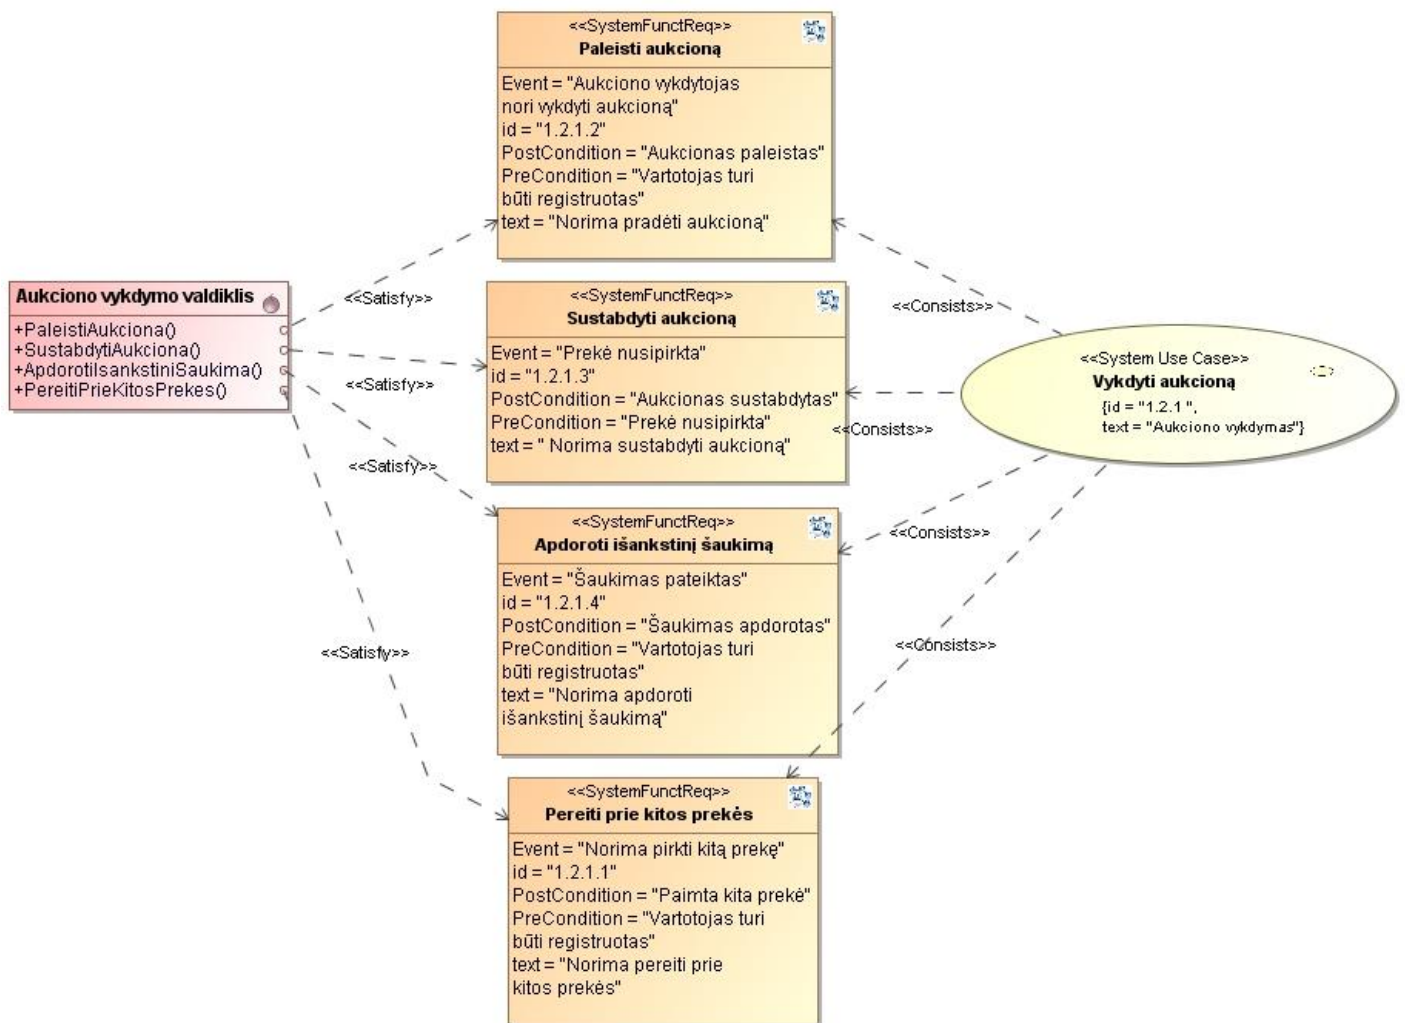 <<SystemFunctReq>>
Paleisti aukcioną
Event = "Aukciono vykdytojas
nori vykdyti aukcioną"
id = "1.2.1.2"
PostCondition = "Aukcionas paleistas"
PreCondition = "Vartotojas turi
būti registruotas"
text = "Norima pradėti aukcioną"
Aukciono vykdymo valdiklis
+PaleistiAukciona()
+SustabdytiAukciona()
+ApdorotiIsankstiniSaukima()
+PereitiPrieKitosPrekes()
<<Satisfy>>
<<Satisfy>>
<<Satisfy>>
<<Satisfy>>
<<SystemFunctReq>>
Sustabdyti aukcioną
Event = "Prekė nusipirkta"
id = "1.2.1.3"
PostCondition = "Aukcionas sustabdytas"
PreCondition = "Prekė nusipirkta"
text = " Norima sustabdyti aukcioną"
<<Consists>>
<<Consists>>
<<Consists>>
<<Consists>>
<<System Use Case>>
Vykdyti aukcioną
{id = "1.2.1 ",
text = "Aukciono vykdymas"}
<<SystemFunctReq>>
Apdoroti išankstinį šaukimą
Event = "Šaukimas pateiktas"
id = "1.2.1.4"
PostCondition = "Šaukimas apdorotas"
PreCondition = "Vartotojas turi
būti registruotas"
text = "Norima apdoroti
išankstinį šaukimą"
<<SystemFunctReq>>
Pereiti prie kitos prekės
Event = "Norima pirkti kitą prekę"
id = "1.2.1.1"
PostCondition = "Paimta kita prekė"
PreCondition = "Vartotojas turi
būti registruotas"
text = "Norima pereiti prie
kitos prekės"